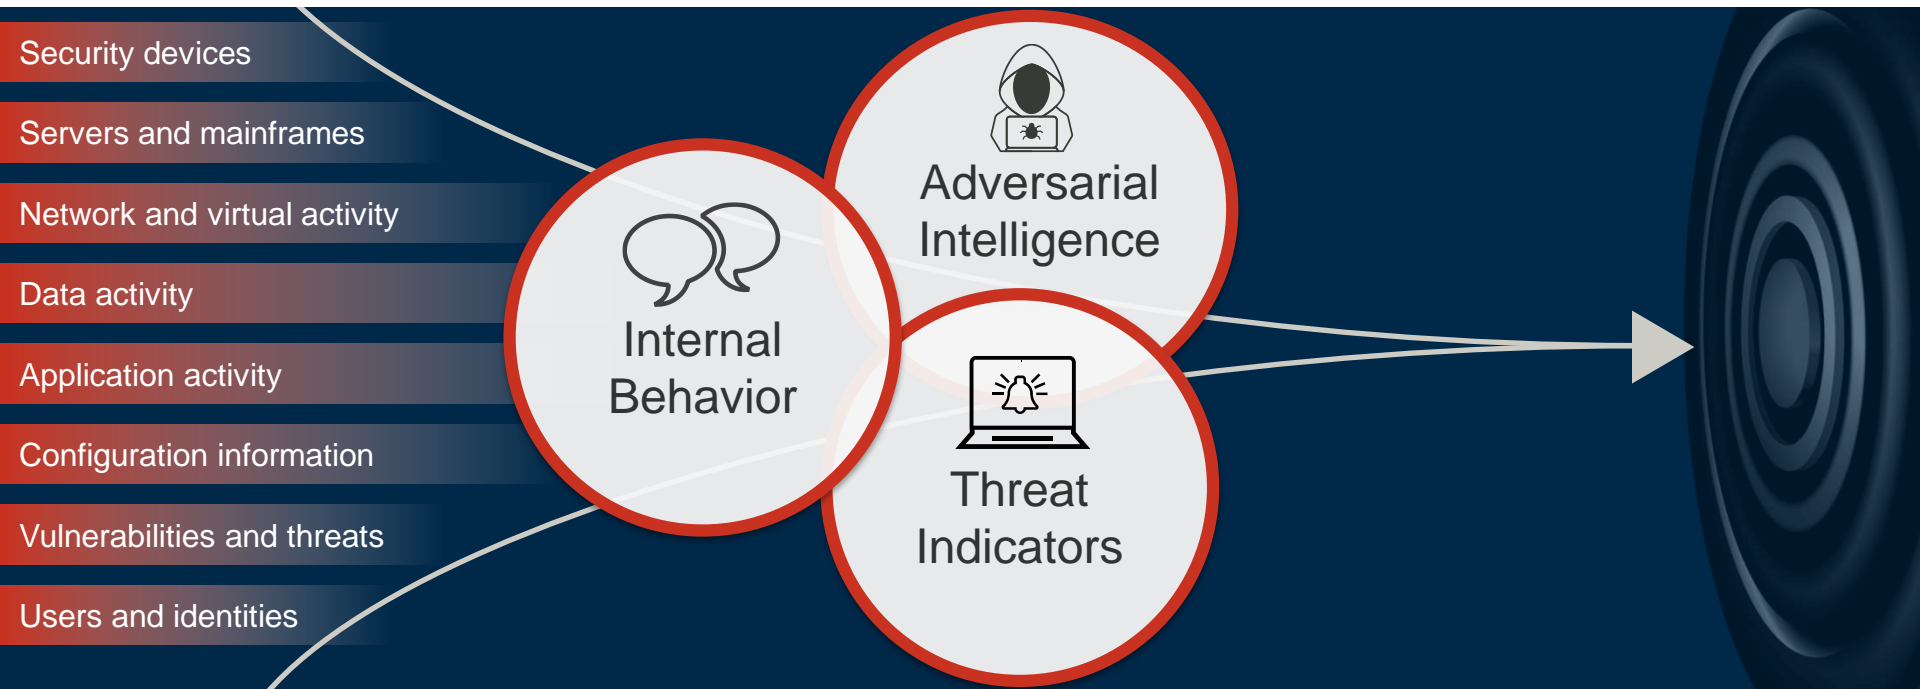 Security devices
Servers and mainframes
Network and virtual activity
Data activity
Application activity
Configuration information
Vulnerabilities and threats
Users and identities
Internal
Behavior
Adversarial
Intelligence
Threat
Indicators